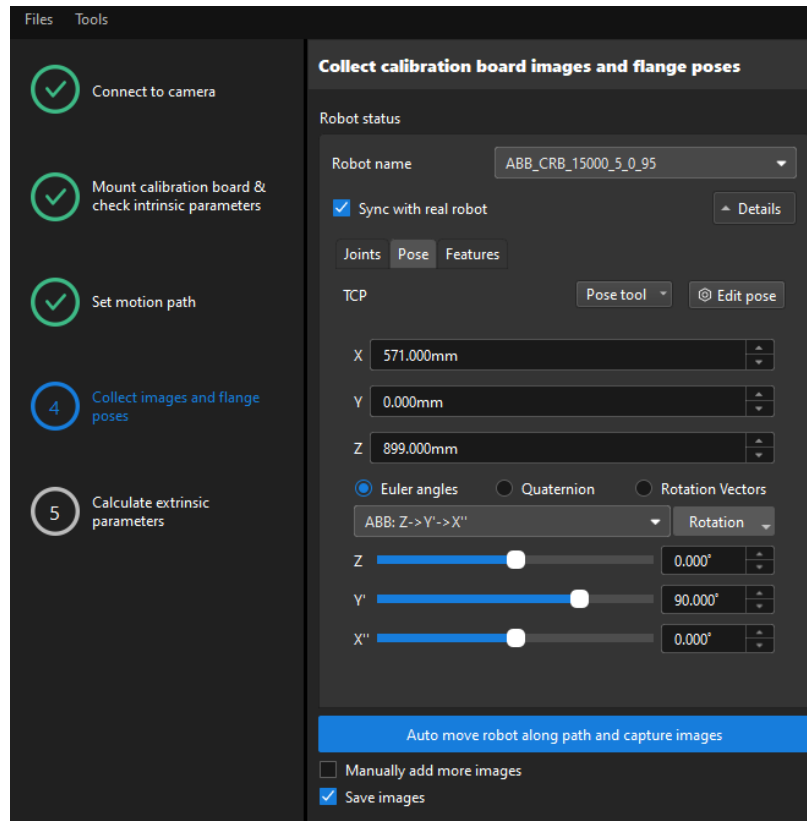 Files Tools
Connect to camera
Mount calibration board &
check intrinsic parameters
Set motion path
4
Collect images and flange
poses
5
Calculate extrinsic
parameters
Collect calibration board images and flange poses
Robot status
Robot name ABB_CRB_15000_5_0_95
Sync with real robot Details
Joints Pose Features
TCP Pose tool Edit pose
X 571.000mm
Y 0.000mm
Z 899.000mm
Euler angles Quaternion Rotation Vectors
ABB: Z->Y'->X'' Rotation
Z 0.000°
Y' 90.000°
X'' 0.000°
Auto move robot along path and capture images
Manually add more images
Save images